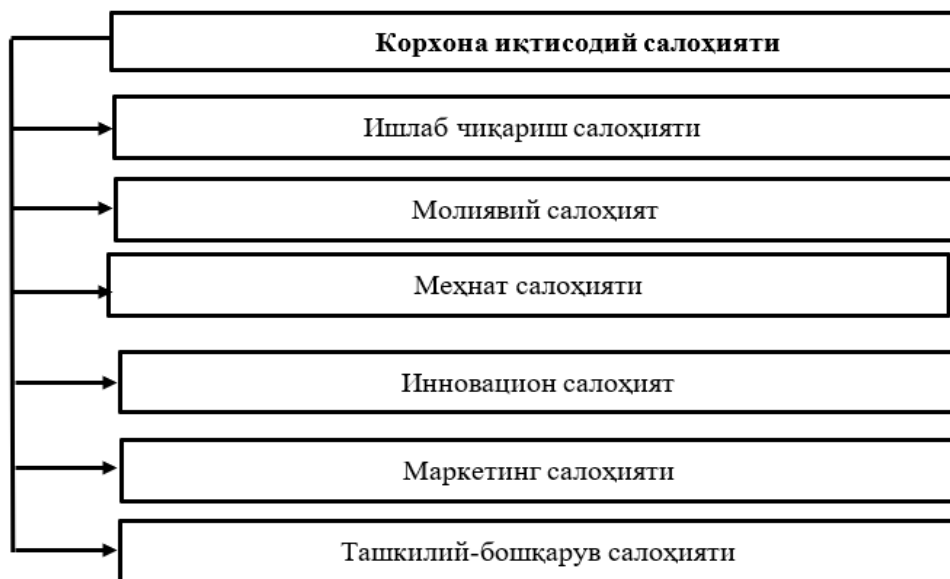 Корхона иқтисодий салоҳияти
Ишлаб чиқариш салоҳияти
Молиявий салоҳият
Меҳнат салоҳияти
Инновацион салоҳият
Маркетинг салоҳияти
Ташкилий-бошқарув салоҳияти